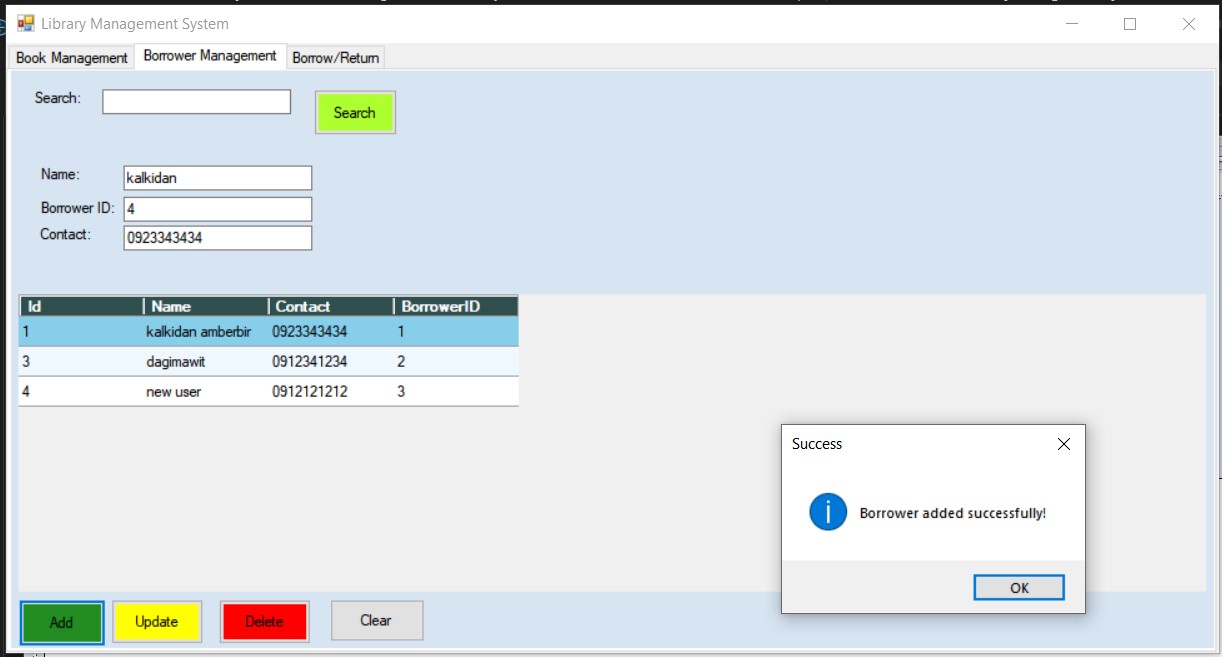 Library Management System
Book Management Borrower Management Borrow/Return
Search: Search
Name: kalkidan
Borrower ID: 4
Contact: 0923343434
Id Name Contact BorrowerID
1 kalkidan amberbir 0923343434 1
3 dagimawit 0912341234 2
4 new user 0912121212 3
Success
Borrower added successfully!
OK
Add Update Delete Clear